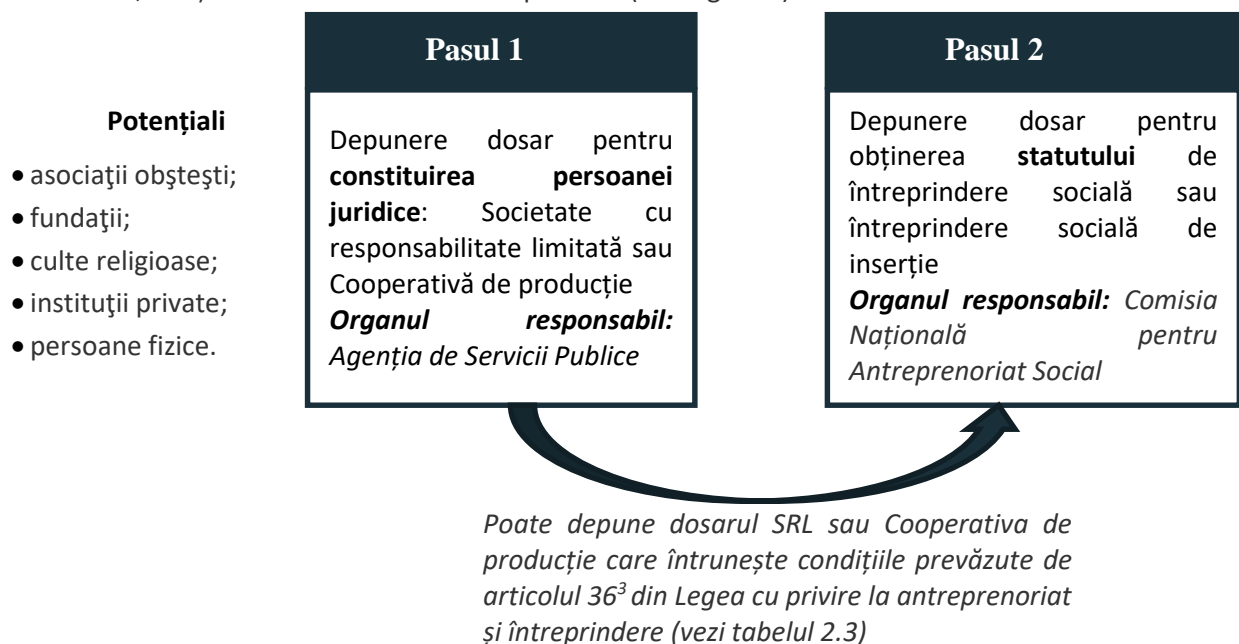 Potențiali
• asociaţii obşteşti;
• fundaţii;
• culte religioase;
• instituţii private;
• persoane fizice.
Pasul 1
Depunere dosar pentru
constituirea persoanei
juridice: Societate cu
responsabilitate limitată sau
Cooperativă de producție
Organul responsabil:
Agenția de Servicii Publice
Pasul 2
Depunere dosar pentru
obținerea statutului de
întreprindere socială sau
întreprindere socială de
inserție
Organul responsabil: Comisia
Națională pentru
Antreprenoriat Social
Poate depune dosarul SRL sau Cooperativa de
producție care întrunește condițiile prevăzute de
articolul 36³ din Legea cu privire la antreprenoriat
și întreprindere (vezi tabelul 2.3)